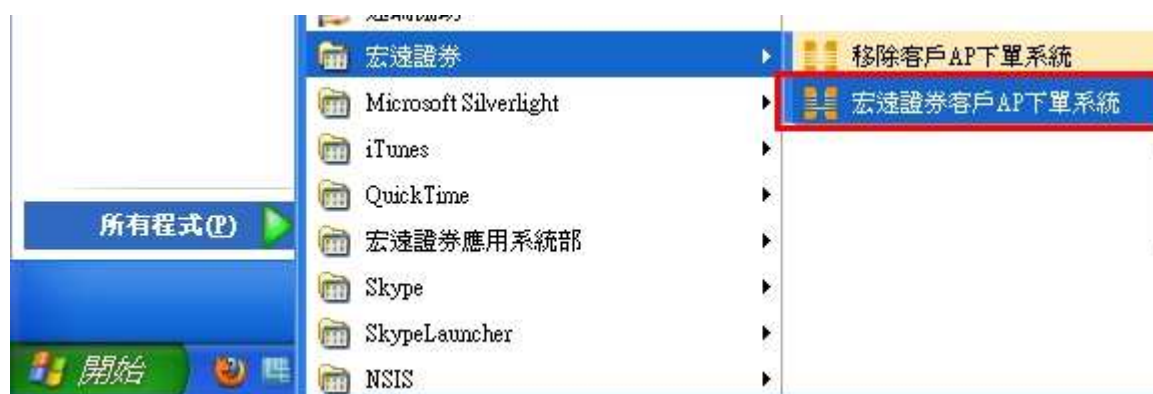 宏遠證券
移除客戶AP下單系統
Microsoft Silverlight
宏遠證券客戶AP下單系統
iTunes
QuickTime
所有程式(P)
宏遠證券應用系統部
Skype
SkypeLauncher
開始
NSIS